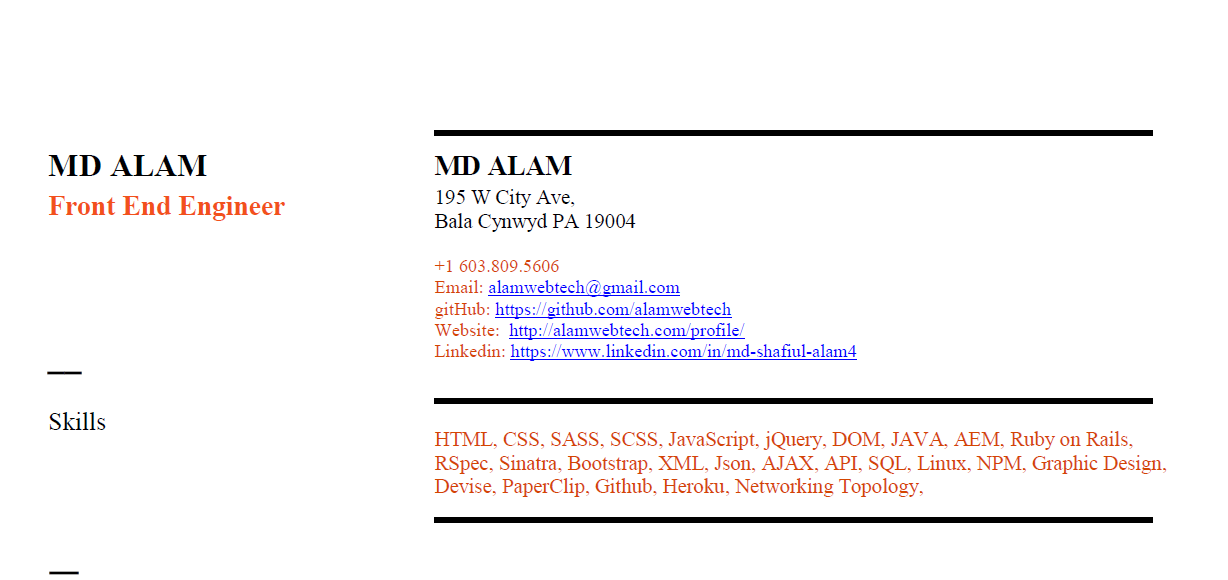 MD ALAM
Front End Engineer
MD ALAM
195 W City Ave,
Bala Cynwyd PA 19004
+1 603.809.5606
Email: alamwebtech@gmail.com
gitHub: https://github.com/alamwebtech
Website: http://alamwebtech.com/profile/
Linkedin: https://www.linkedin.com/in/md-shafiul-alam4
Skills
HTML, CSS, SASS, SCSS, JavaScript, jQuery, DOM, JAVA, AEM, Ruby on Rails,
RSpec, Sinatra, Bootstrap, XML, Json, AJAX, API, SQL, Linux, NPM, Graphic Design,
Devise, PaperClip, Github, Heroku, Networking Topology,